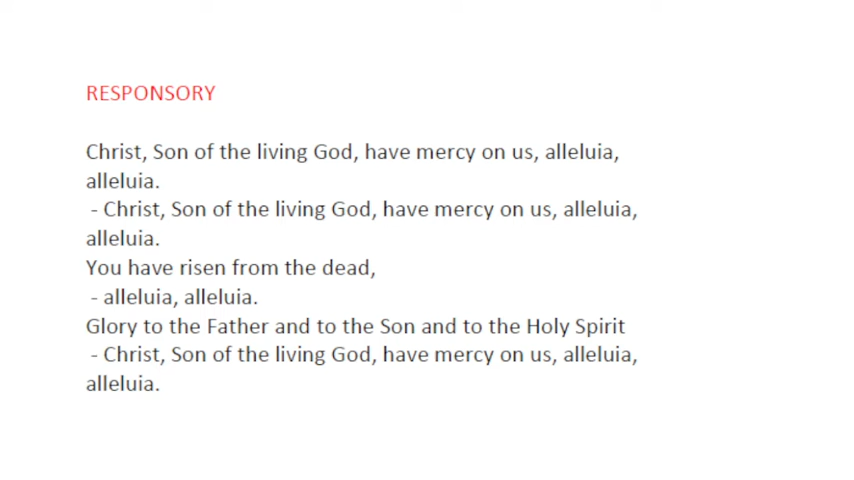 RESPONSORY
Christ, Son of the living God, have mercy on us, alleluia,
alleluia.
- Christ, Son of the living God, have mercy on us, alleluia,
alleluia.
You have risen from the dead,
- alleluia, alleluia.
Glory to the Father and to the Son and to the Holy Spirit
- Christ, Son of the living God, have mercy on us, alleluia,
alleluia.